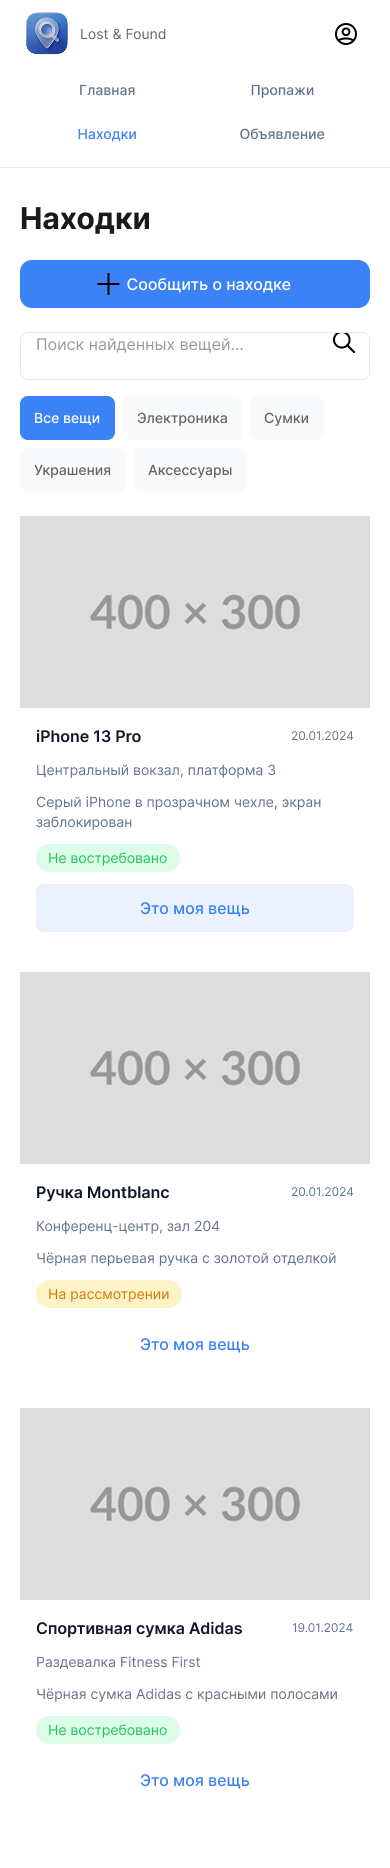 Lost & Found
Главная
Пропажи
Находки
Объявление
Находки
Сообщить о находке
Поиск найденных вещей...
Все вещи
Электроника
Сумки
Украшения
Аксессуары
400 × 300
iPhone 13 Pro
20.01.2024
Центральный вокзал, платформа 3
Серый iPhone в прозрачном чехле, экран
заблокирован
Не востребовано
Это моя вещь
400 × 300
Ручка Montblanc
20.01.2024
Конференц-центр, зал 204
Чёрная перьевая ручка с золотой отделкой
На рассмотрении
Это моя вещь
400 × 300
Спортивная сумка Adidas
19.01.2024
Раздевалка Fitness First
Чёрная сумка Adidas с красными полосами
Не востребовано
Это моя вещь